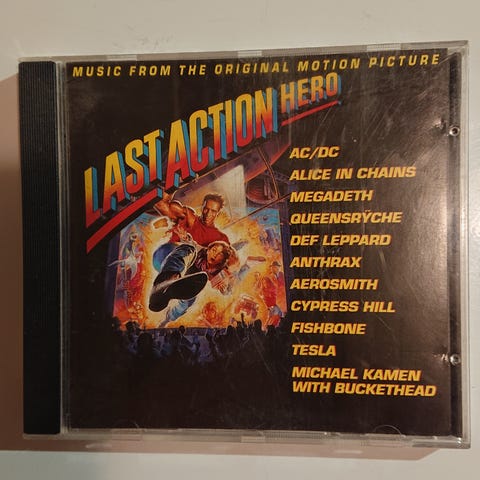 MUSIC FROM THE ORIGINAL MOTION PICTURE
LAST ACTION HERO
AC/DC
ALICE IN CHAINS
MEGADETH
QUEENSRŸCHE
DEF LEPPARD
ANTHRAX
AEROSMITH
CYPRESS HILL
FISHBONE
TESLA
MICHAEL KAMEN
WITH BUCKETHEAD